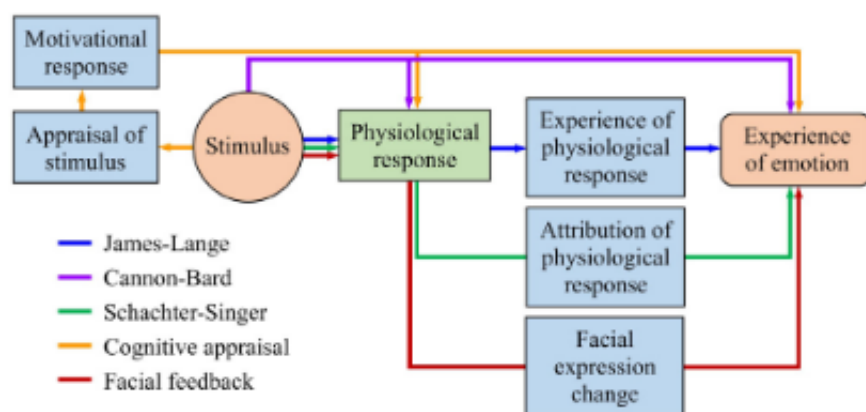 Motivational
response
Appraisal of
stimulus
Stimulus
Physiological
response
Experience of
physiological
response
Experience
of emotion
Attribution of
physiological
response
Facial
expression
change
James-Lange
Cannon-Bard
Schachter-Singer
Cognitive appraisal
Facial feedback